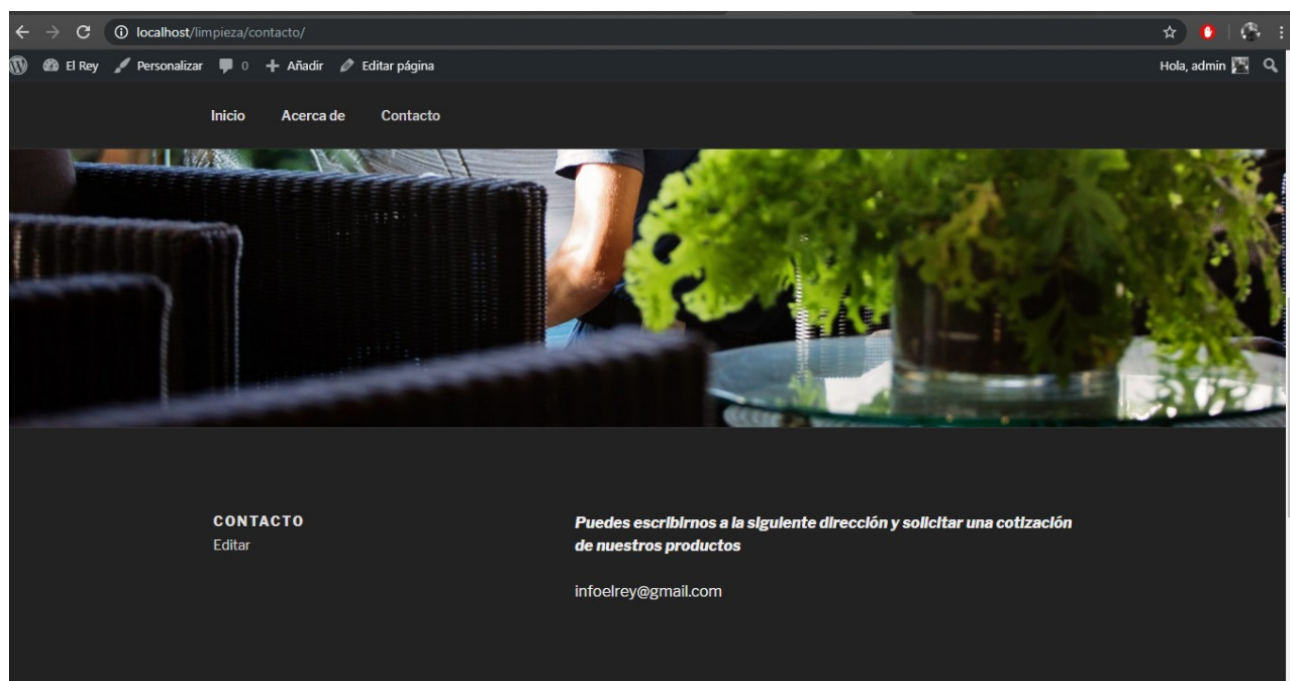 localhost/limpieza/contacto/
El Rey Personalizar 0 Añadir Editar página Hola, admin
Inicio Acerca de Contacto
CONTACTO
Editar
Puedes escribirnos a la siguiente dirección y solicitar una cotización
de nuestros productos
infoelrey@gmail.com